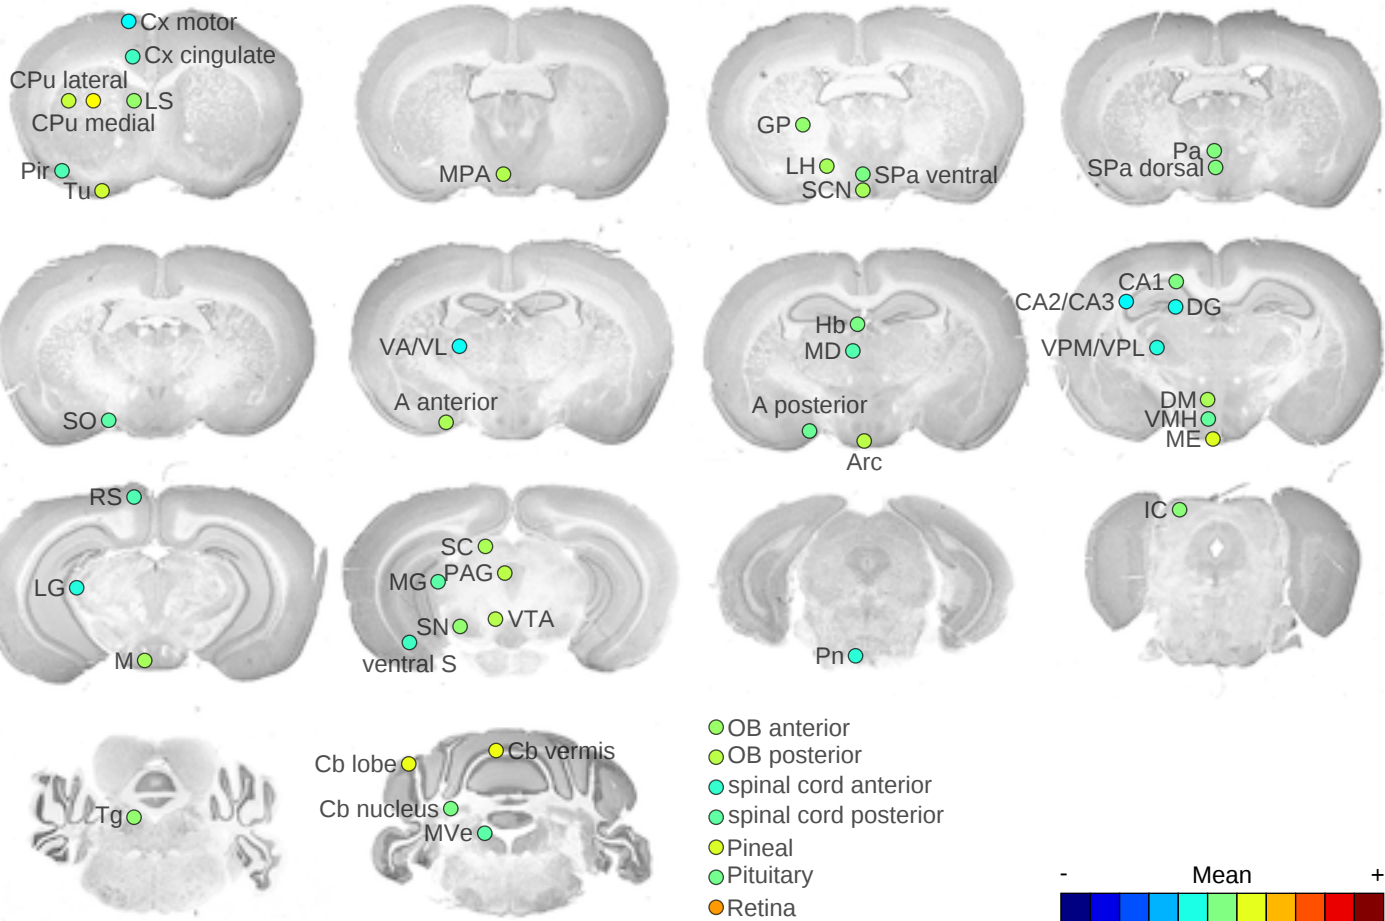 Cx motor
Cx cingulate
CPu lateral
LS
CPu medial
Pir
Tu
MPA
GP
LH
SPa ventral
SCN
Pa
SPa dorsal
SO
VA/VL
A anterior
Hb
MD
A posterior
Arc
CA1
CA2/CA3
DG
VPM/VPL
DM
VMH
ME
RS
LG
M
SC
MG
PAG
SN
VTA
ventral S
Pn
IC
Tg
Cb lobe
Cb vermis
Cb nucleus
MVe
OB anterior
OB posterior
spinal cord anterior
spinal cord posterior
Pineal
Pituitary
Retina
- Mean +